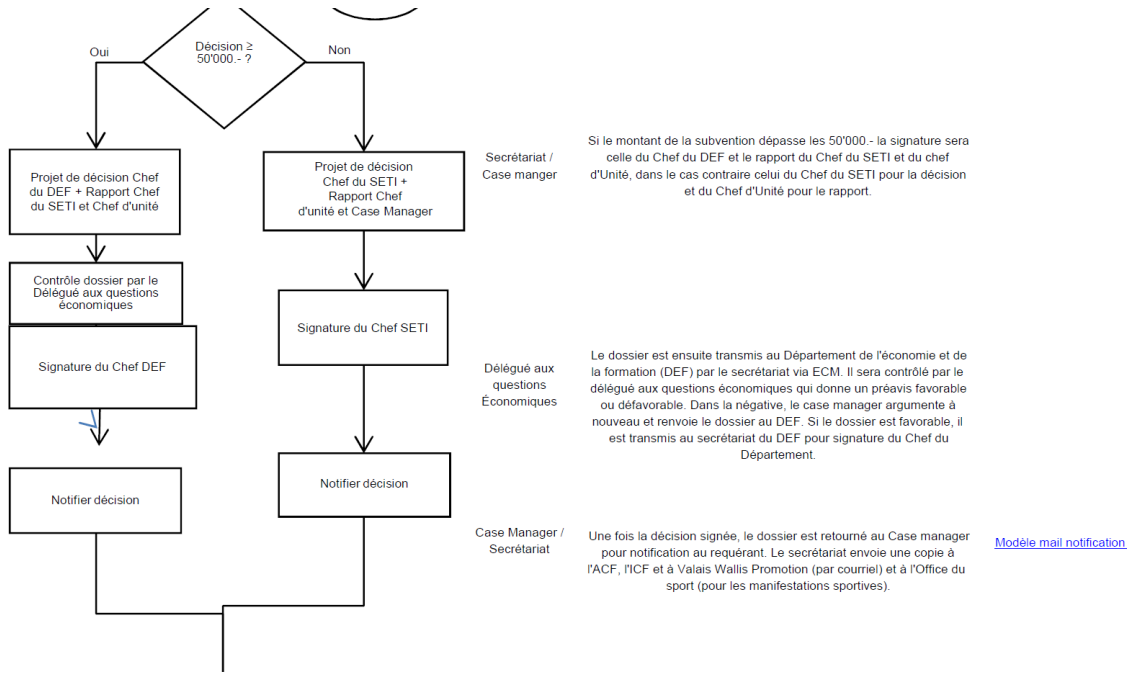 Décision ≥
50'000.- ?
Oui
Non
Projet de décision Chef
du DEF + Rapport Chef
du SETI et Chef d'unité
Projet de décision
Chef du SETI +
Rapport Chef
d'unité et Case Manager
Secrétariat /
Case manger
Si le montant de la subvention dépasse les 50'000.- la signature sera
celle du Chef du DEF et le rapport du Chef du SETI et du chef
d'Unité, dans le cas contraire celui du Chef du SETI pour la décision
et du Chef d'Unité pour le rapport.
Contrôle dossier par le
Délégué aux questions
économiques
Signature du Chef SETI
Signature du Chef DEF
Délégué aux
questions
Économiques
Le dossier est ensuite transmis au Département de l'économie et de
la formation (DEF) par le secrétariat via ECM. Il sera contrôlé par le
délégué aux questions économiques qui donne un préavis favorable
ou défavorable. Dans la négative, le case manager argumente à
nouveau et renvoie le dossier au DEF. Si le dossier est favorable, il
est transmis au secrétariat du DEF pour signature du Chef du
Département.
Notifier décision
Notifier décision
Case Manager /
Secrétariat
Une fois la décision signée, le dossier est retourné au Case manager
pour notification au requérant. Le secrétariat envoie une copie à
l'ACF, l'ICF et à Valais Wallis Promotion (par courriel) et à l'Office du
sport (pour les manifestations sportives).
Modèle mail notification